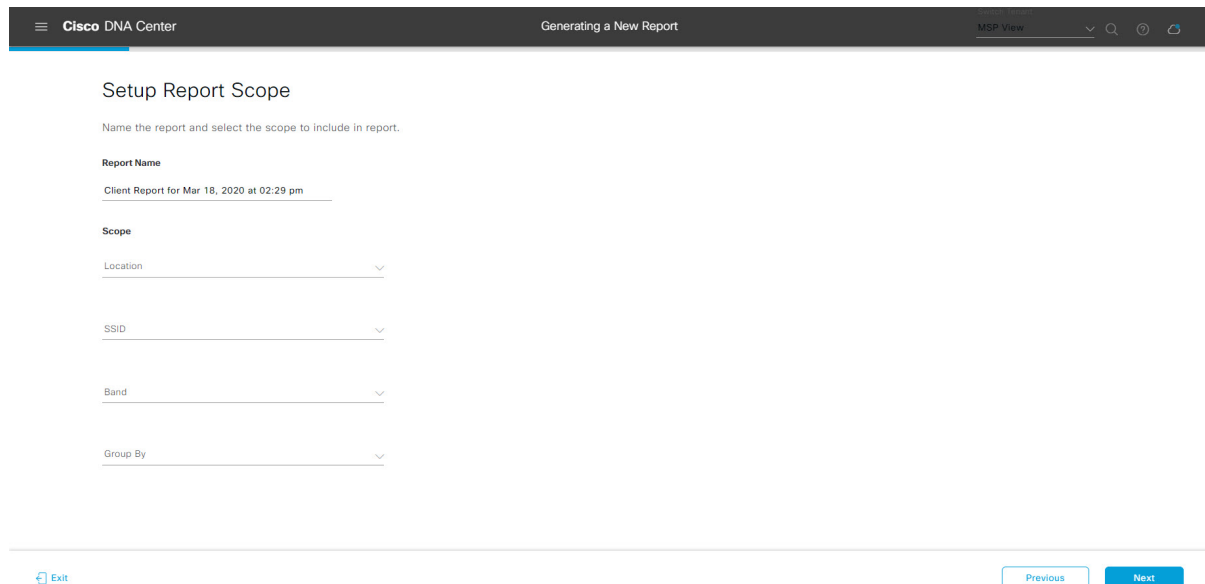 Cisco DNA Center
Generating a New Report
Switch Tenant
MSP View
Setup Report Scope
Name the report and select the scope to include in report.
Report Name
Client Report for Mar 18, 2020 at 02:29 pm
Scope
Location
SSID
Band
Group By
Exit
Previous
Next